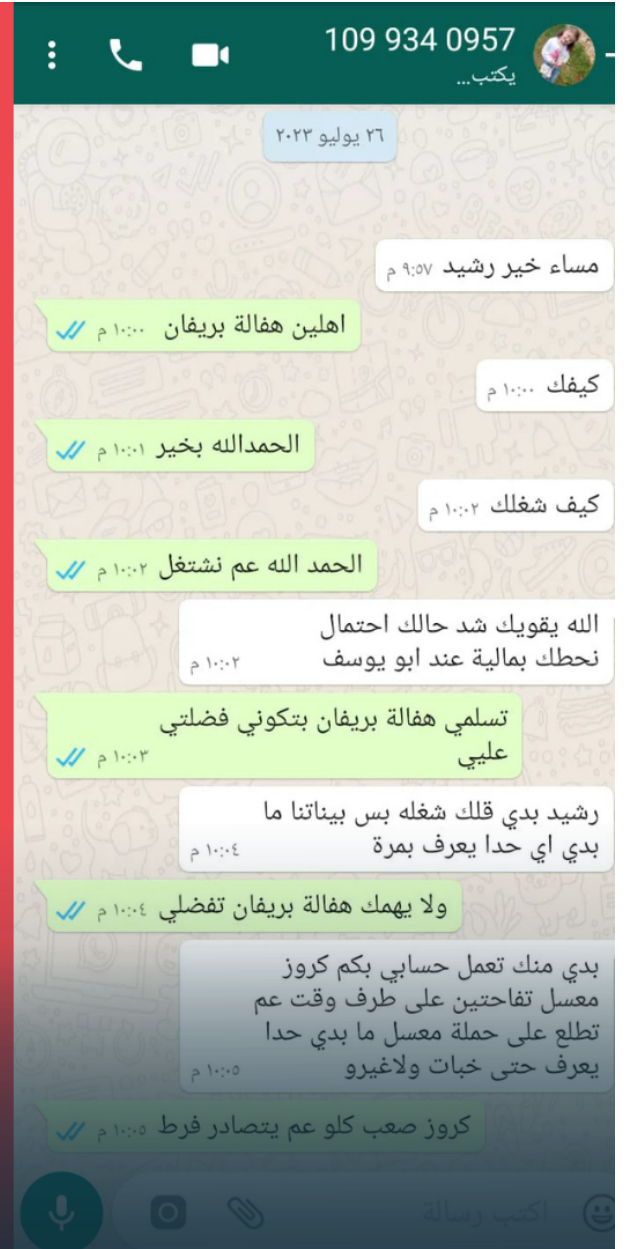 109 934 0957
يكتب...
٢٦ يوليو ٢٠٢٣
مساء خير رشيد ٩:٥٧ م
اهلين هفالة بريفان ١٠:٠٠ م
كيفك ١٠:٠٠ م
الحمدالله بخير ١٠:٠١ م
كيف شغلك ١٠:٠٢ م
الحمد الله عم نشتغل ١٠:٠٢ م
الله يقويك شد حالك احتمال
نحطك بمالية عند ابو يوسف ١٠:٠٢ م
تسلمي هفالة بريفان بتكوني فضلتي
عليي ١٠:٠٣ م
رشيد بدي قلك شغله بس بيناتنا ما
بدي اي حدا يعرف بمرة ١٠:٠٤ م
ولا يهمك هفالة بريفان تفضلي ١٠:٠٤ م
بدي منك تعمل حسابي بكم كروز
معسل تفاحتين على طرف وقت عم
تطلع على حملة معسل ما بدي حدا
يعرف حتى خبات ولاغيرو ١٠:٠٥ م
كروز صعب كلو عم يتصادر فرط ١٠:٠٥ م
اكتب رسالة